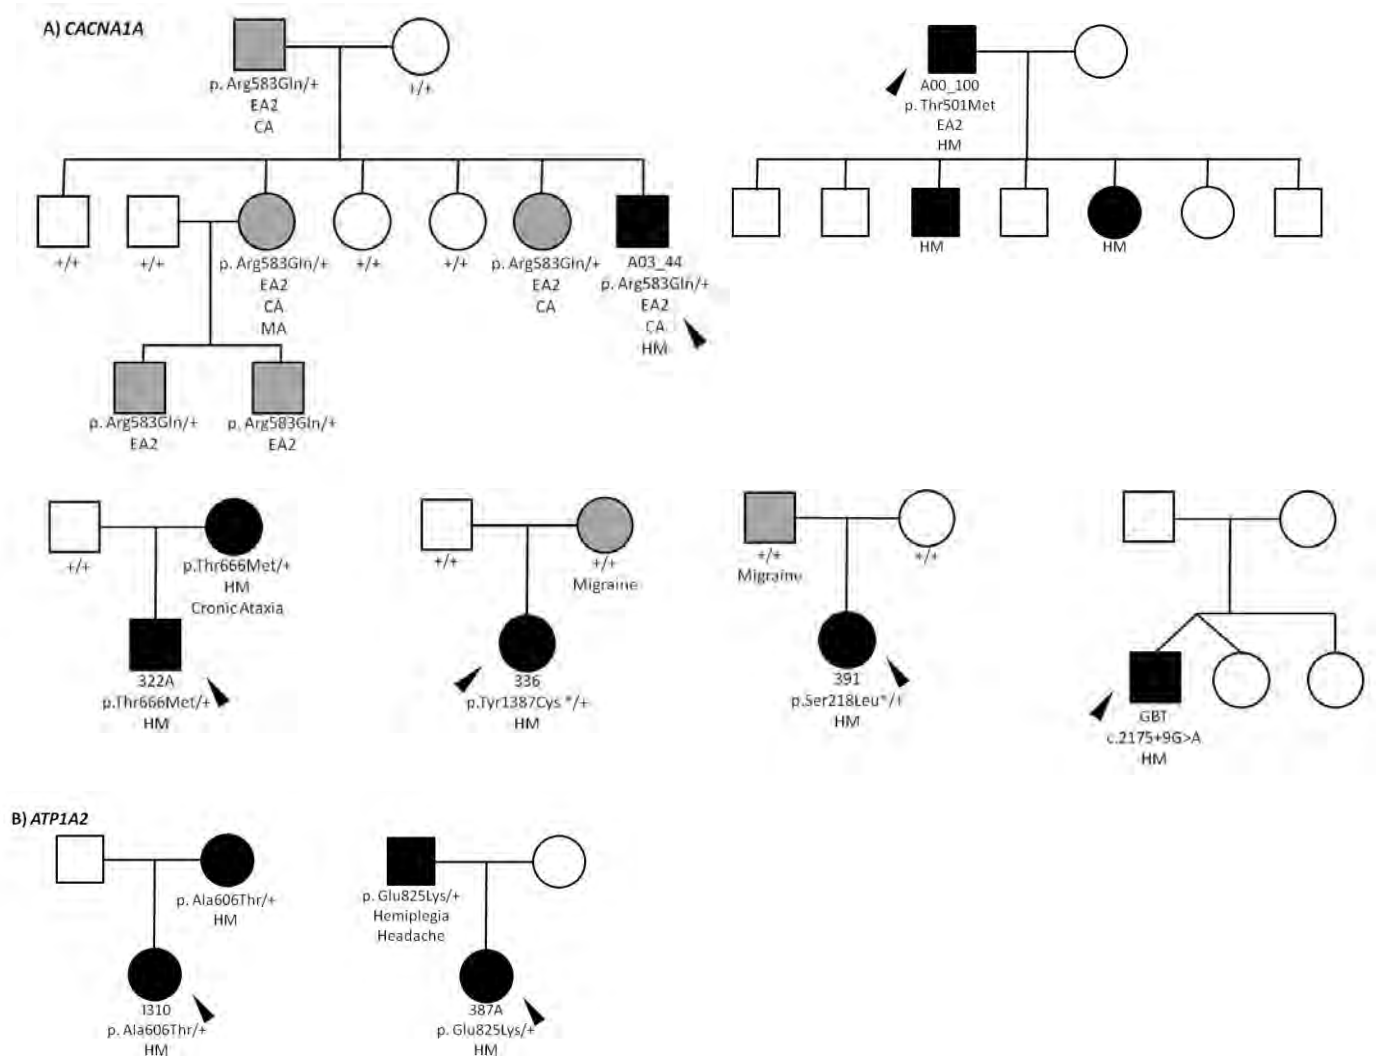 A) CACNA1A
p. Arg583Gln/+
EA2
CA
+/+
A00_100
p. Thr501Met
EA2
HM
+/+
+/+
p. Arg583Gln/+
EA2
CA
MA
+/+
+/+
p. Arg583Gln/+
EA2
CA
A03_44
p. Arg583Gln/+
EA2
CA
HM
HM
HM
p. Arg583Gln/+
EA2
p. Arg583Gln/+
EA2
+/+
p.Thr666Met/+
HM
Cronic Ataxia
322A
p.Thr666Met/+
HM
+/+
+/+
Migraine
336
p.Tyr1387Cys */+
HM
+/+
Migraine
+/+
391
p.Ser218Leu*/+
HM
GBT
c.2175+9G>A
HM
B) ATP1A2
p. Ala606Thr/+
HM
I310
p. Ala606Thr/+
HM
p. Glu825Lys/+
Hemiplegia
Headache
387A
p. Glu825Lys/+
HM